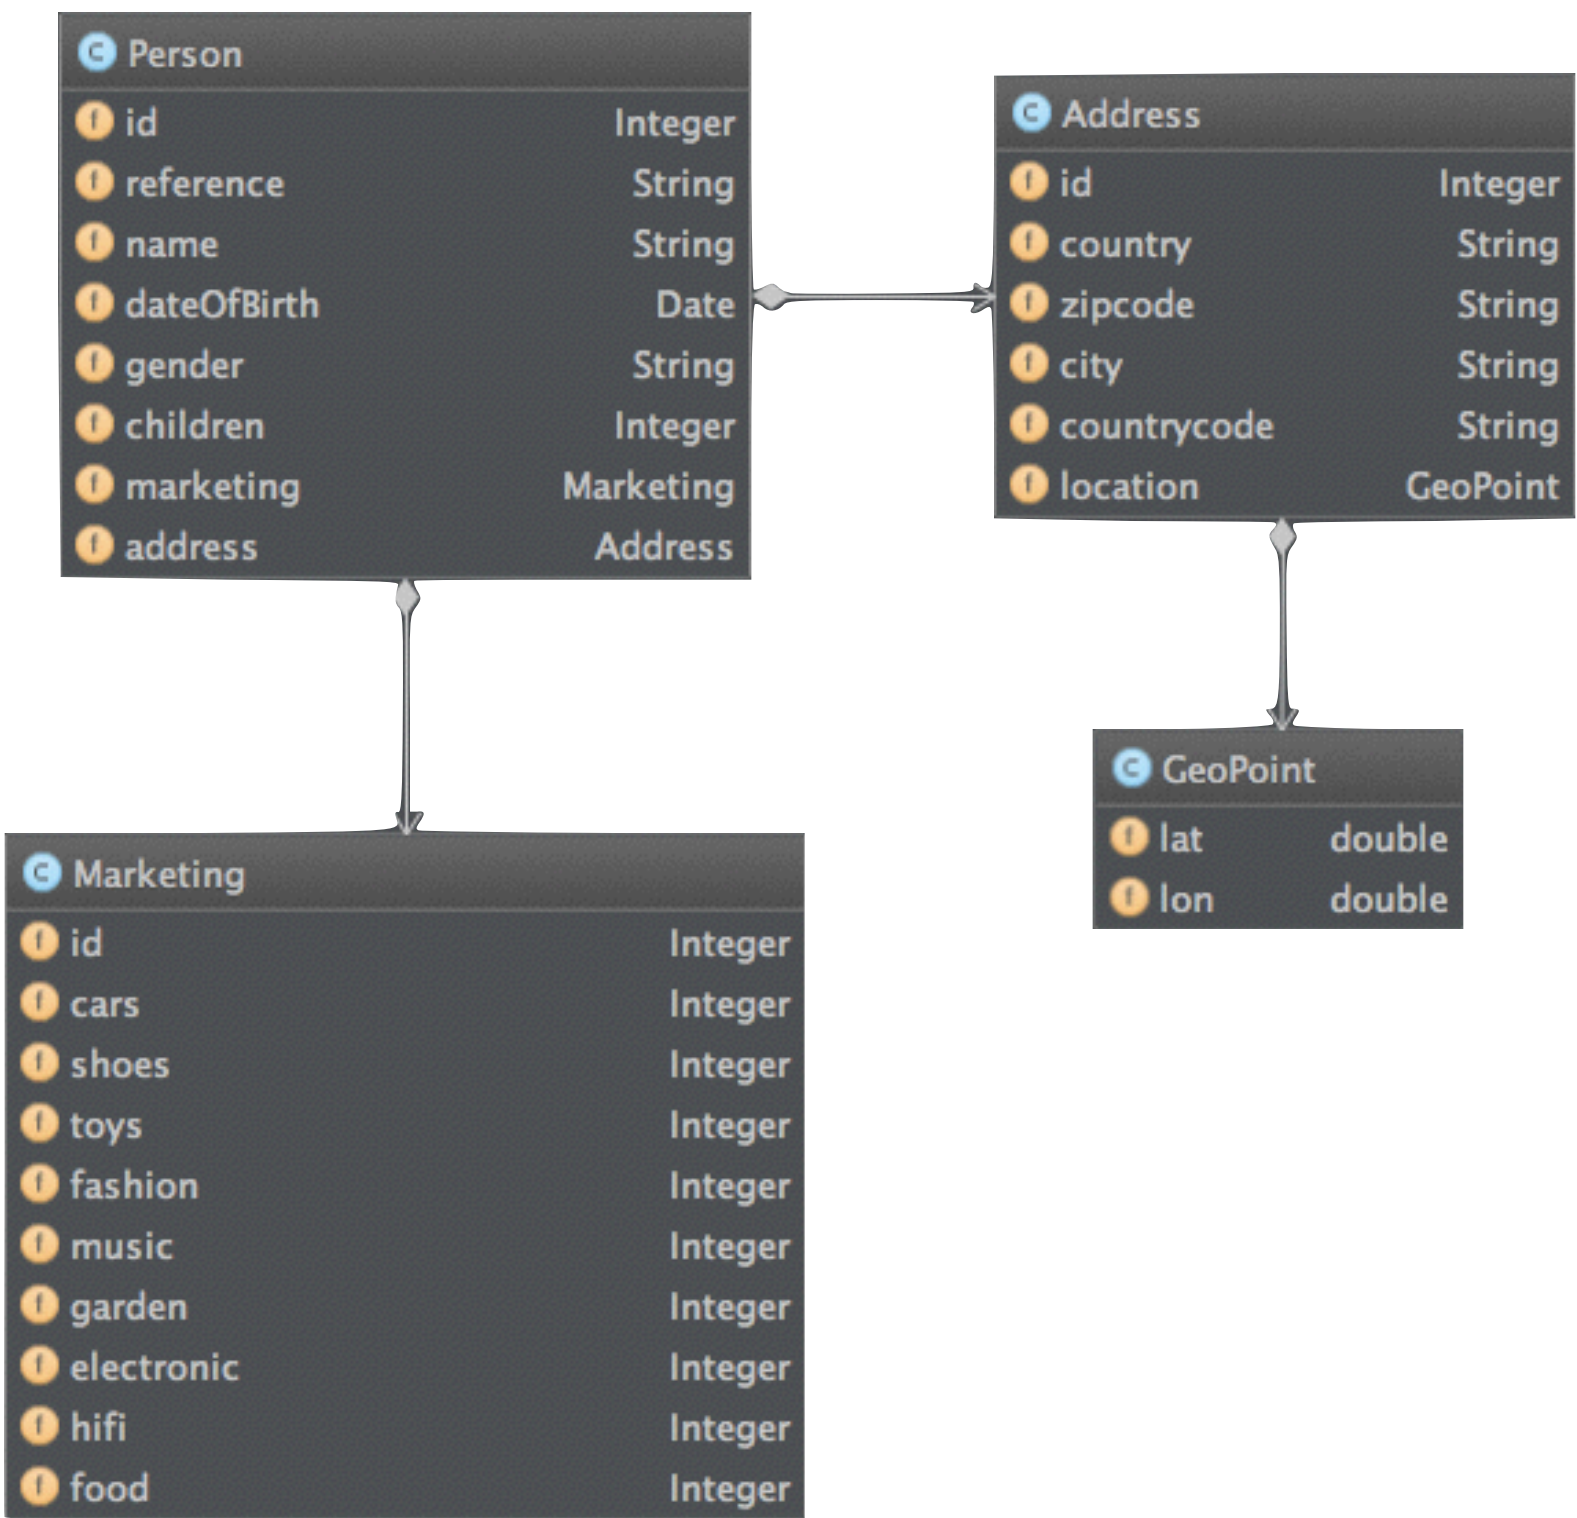 C Person
f id Integer
f reference String
f name String
f dateOfBirth Date
f gender String
f children Integer
f marketing Marketing
f address Address
C Address
f id Integer
f country String
f zipcode String
f city String
f countrycode String
f location GeoPoint
C GeoPoint
f lat double
f lon double
C Marketing
f id Integer
f cars Integer
f shoes Integer
f toys Integer
f fashion Integer
f music Integer
f garden Integer
f electronic Integer
f hifi Integer
f food Integer